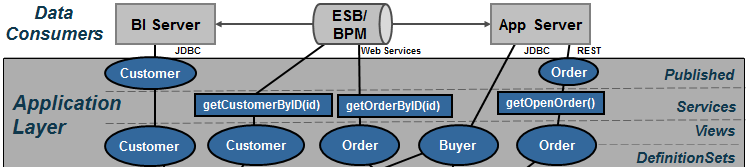 Data
Consumers
BI Server
ESB/
BPM
App Server
JDBC
Web Services
JDBC
REST
Customer
Order
Published
Application
Layer
getCustomerByID(id)
getOrderByID(id)
getOpenOrder()
Services
Views
Customer
Customer
Order
Buyer
Order
DefinitionSets